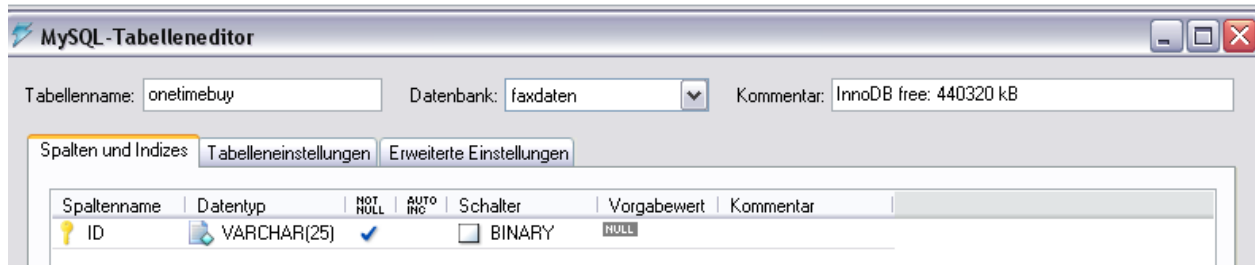 MySQL-Tabelleneditor
Tabellenname: onetimebuy Datenbank: faxdaten Kommentar: InnoDB free: 440320 kB
Spalten und Indizes Tabelleneinstellungen Erweiterte Einstellungen
Spaltenname Datentyp NOT NULL AUTO INC Schalter Vorgabewert Kommentar
ID VARCHAR(25) BINARY NULL